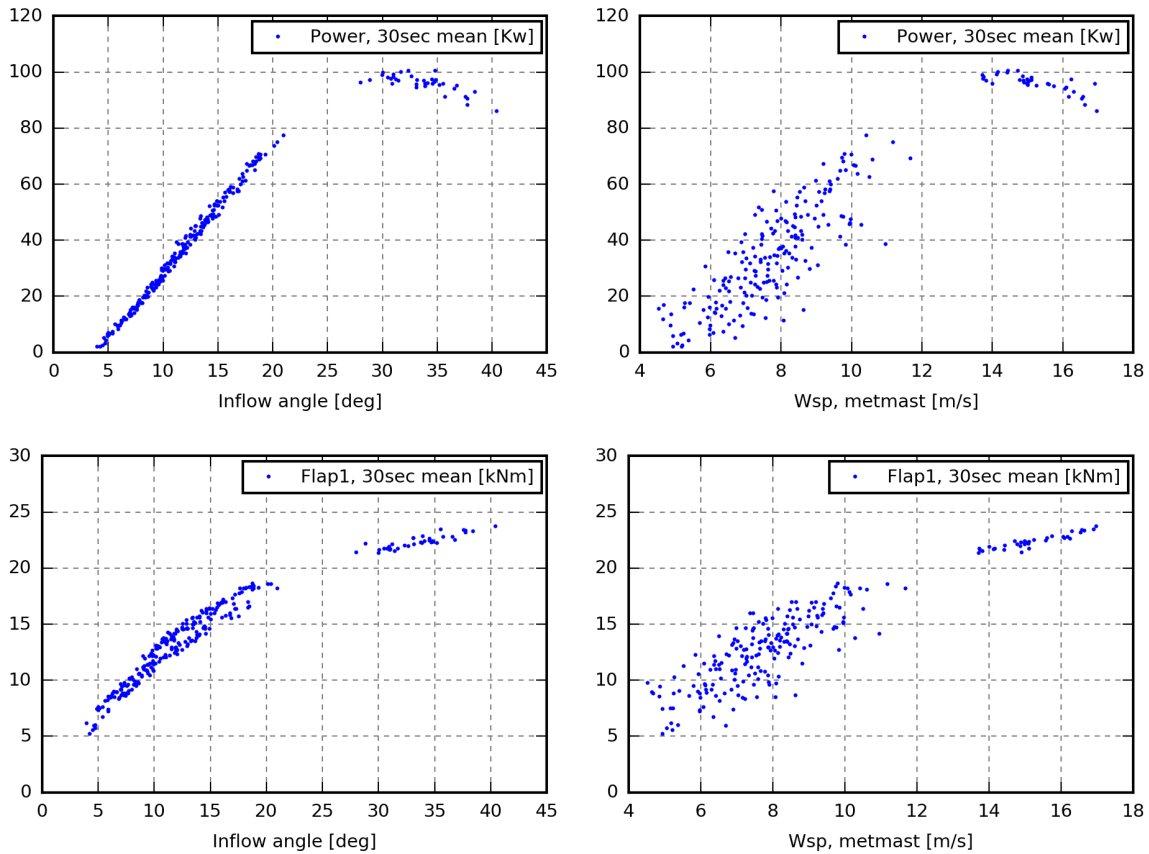 120
100
80
60
40
20
0
Power, 30sec mean [Kw]
0 5 10 15 20 25 30 35 40 45
Inflow angle [deg]
120
100
80
60
40
20
0
Power, 30sec mean [Kw]
4 6 8 10 12 14 16 18
Wsp, metmast [m/s]
30
25
20
15
10
5
0
Flap1, 30sec mean [kNm]
0 5 10 15 20 25 30 35 40 45
Inflow angle [deg]
30
25
20
15
10
5
0
Flap1, 30sec mean [kNm]
4 6 8 10 12 14 16 18
Wsp, metmast [m/s]